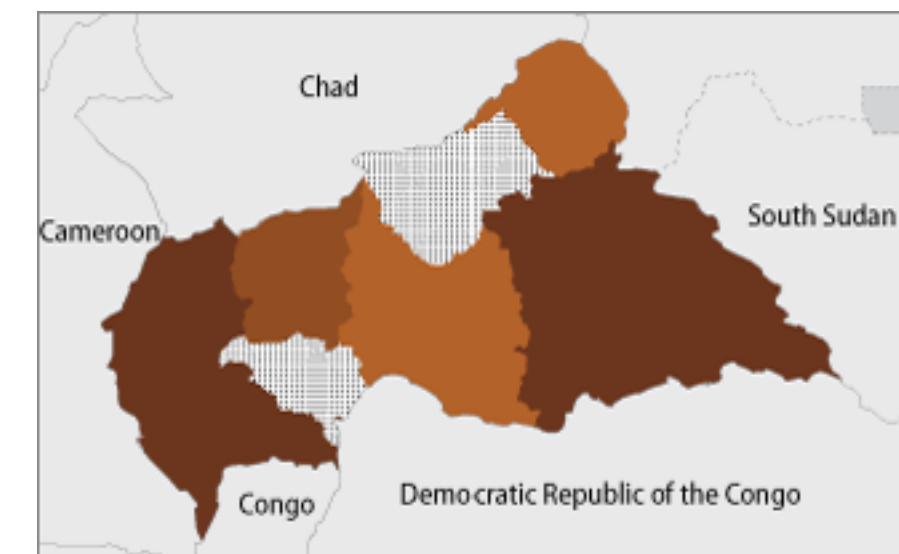 Chad
South Sudan
Cameroon
Democratic Republic of the Congo
Congo